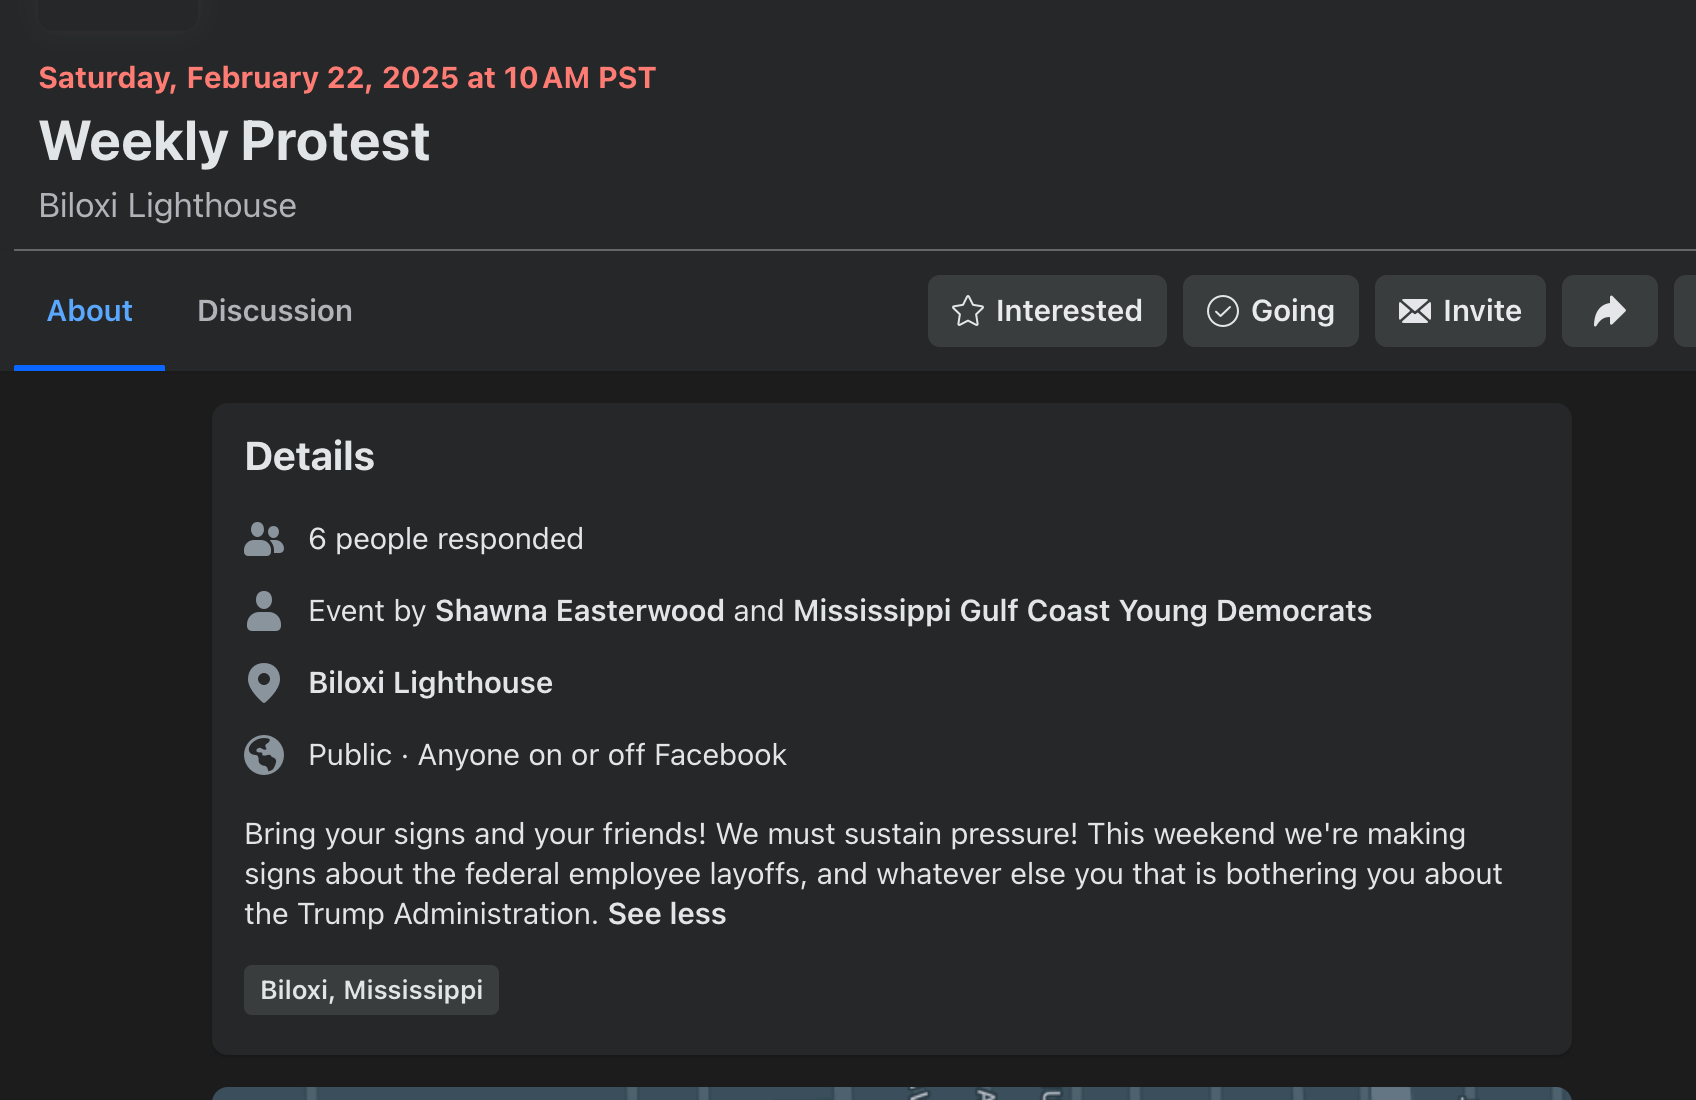 Saturday, February 22, 2025 at 10 AM PST
Weekly Protest
Biloxi Lighthouse
About
Discussion
Interested
Going
Invite
Details
6 people responded
Event by Shawna Easterwood and Mississippi Gulf Coast Young Democrats
Biloxi Lighthouse
Public · Anyone on or off Facebook
Bring your signs and your friends! We must sustain pressure! This weekend we're making
signs about the federal employee layoffs, and whatever else you that is bothering you about
the Trump Administration. See less
Biloxi, Mississippi